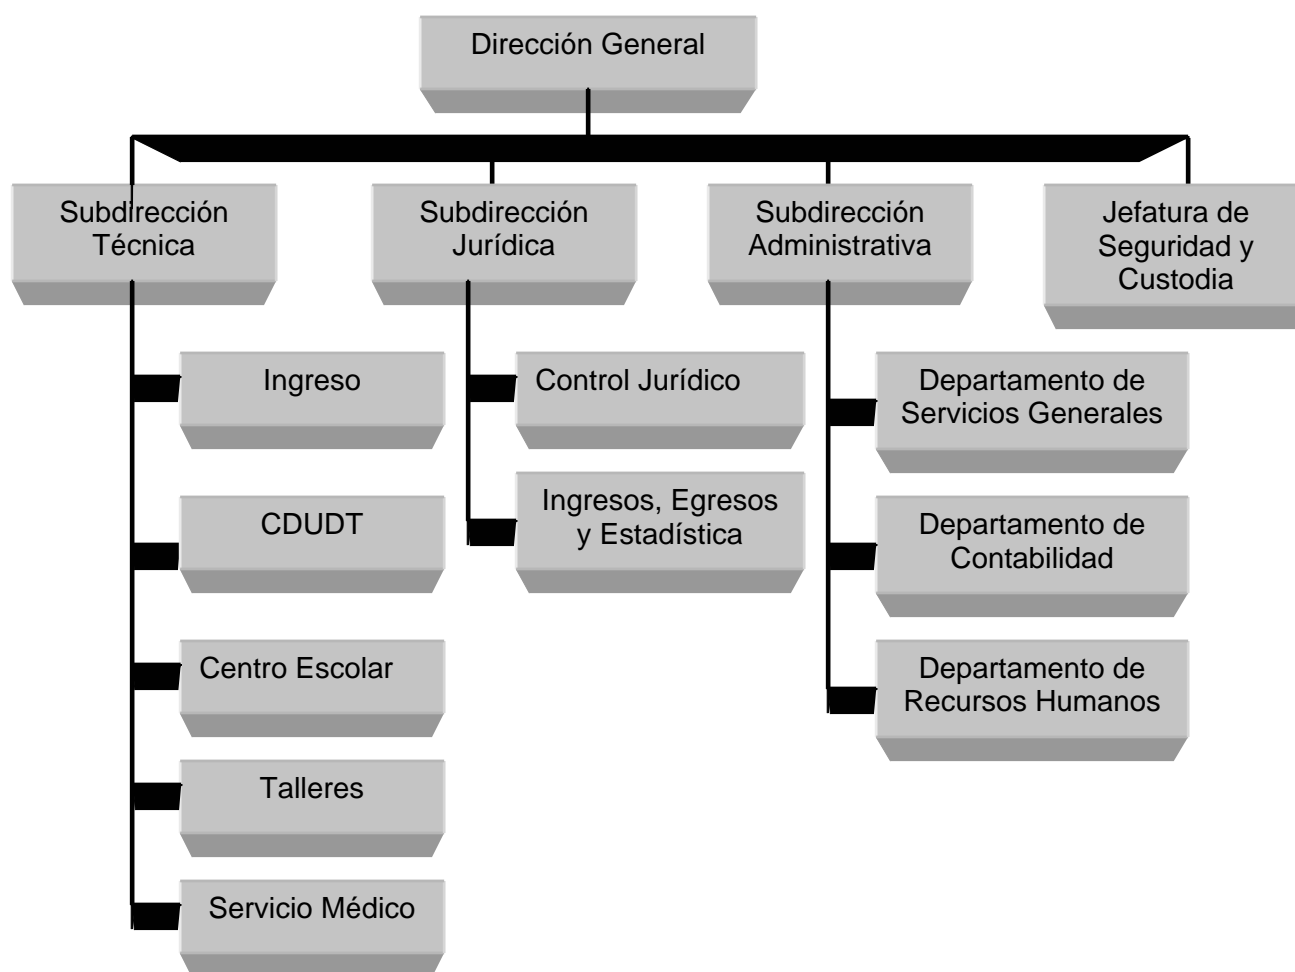 Dirección General
Subdirección
Técnica
Subdirección
Jurídica
Subdirección
Administrativa
Jefatura de
Seguridad y
Custodia
Ingreso
CDUDT
Centro Escolar
Talleres
Servicio Médico
Control Jurídico
Ingresos, Egresos
y Estadística
Departamento de
Servicios Generales
Departamento de
Contabilidad
Departamento de
Recursos Humanos